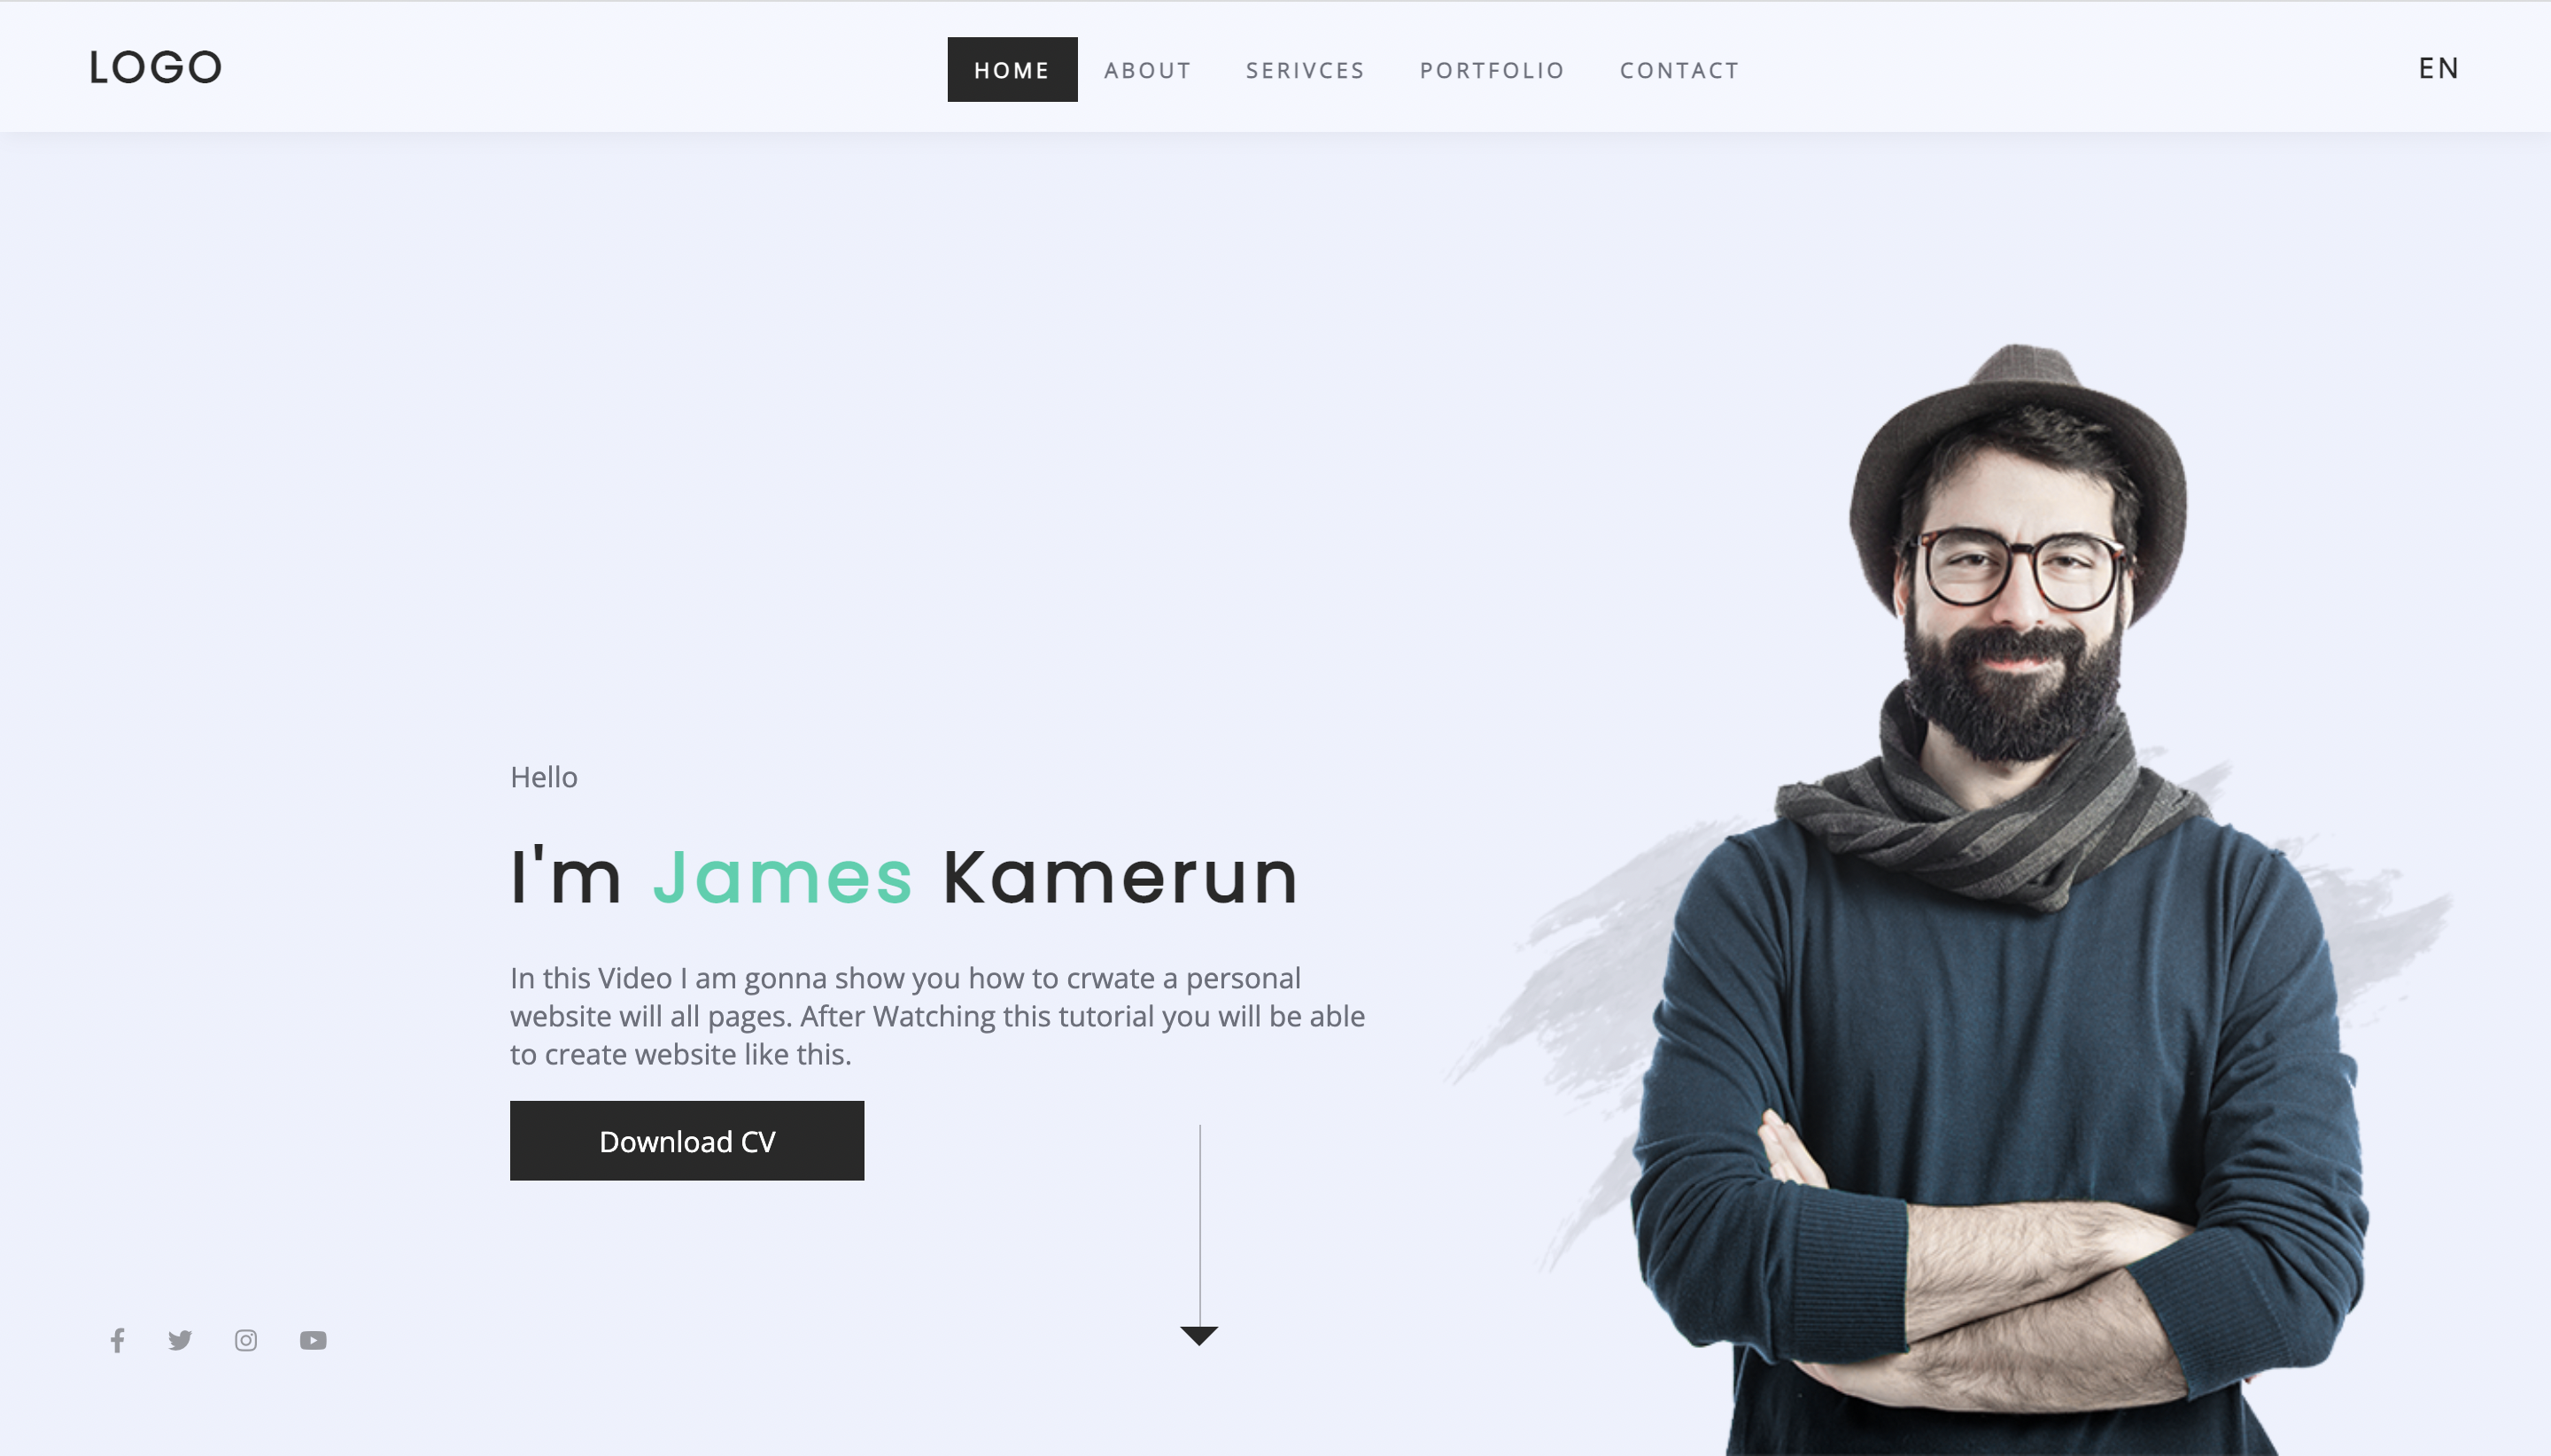 LOGO
HOME ABOUT SERIVCES PORTFOLIO CONTACT
EN
Hello
I'm James Kamerun
In this Video I am gonna show you how to crwate a personal
website will all pages. After Watching this tutorial you will be able
to create website like this.
Download CV